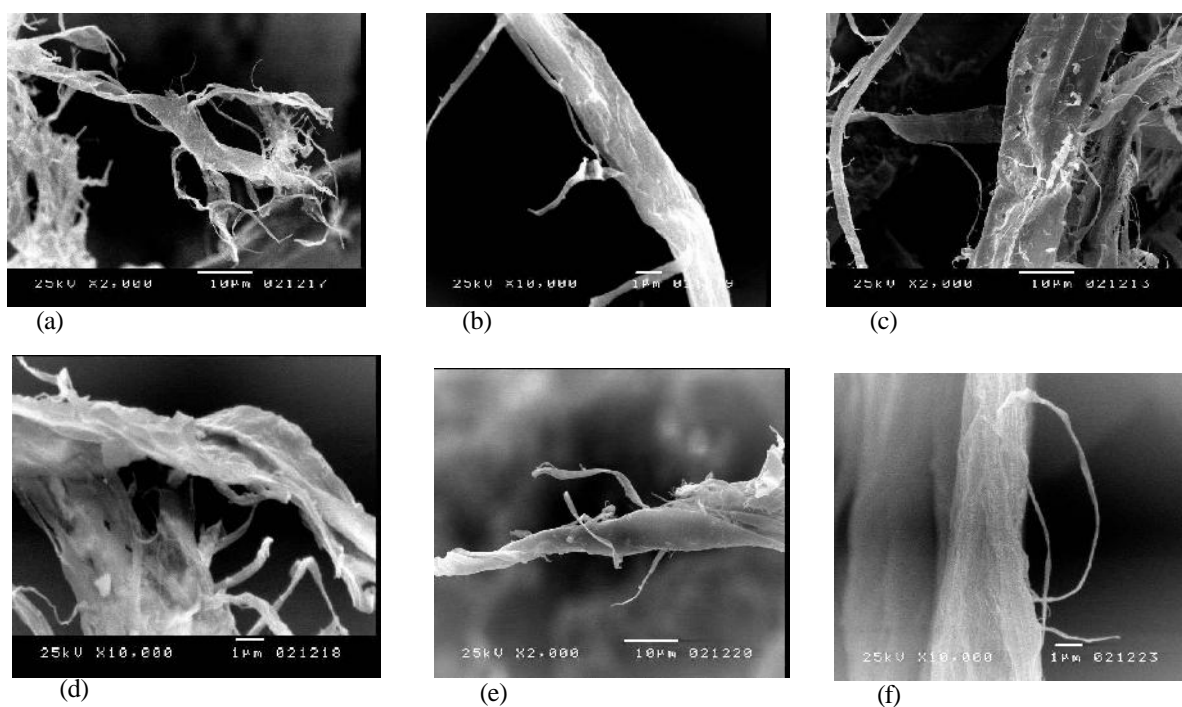 25kV X2,000 10μm 021217
(a)
25kV X10,000 1μm
(b)
25kV X2,000 10μm 021213
(c)
25kV X10,000 1μm 021218
(d)
25kV X2,000 10μm 021220
(e)
25kV X10,000 1μm 021223
(f)